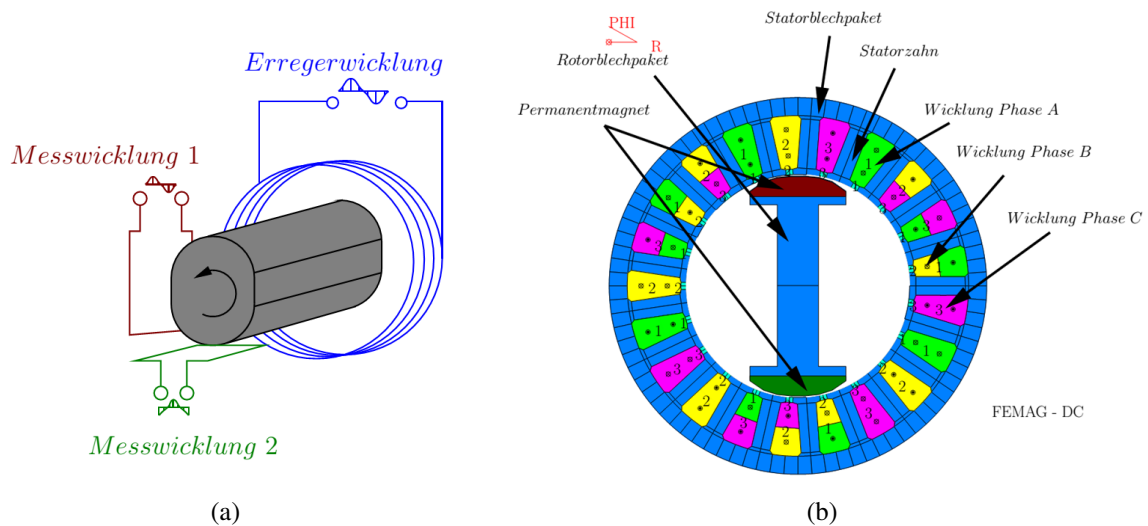 Erregerwicklung
Messwicklung 1
Messwicklung 2
(a)
PHI
R
Statorblechpaket
Rotorblechpaket
Statorzahn
Permanentmagnet
Wicklung Phase A
Wicklung Phase B
Wicklung Phase C
FEMAG - DC
(b)